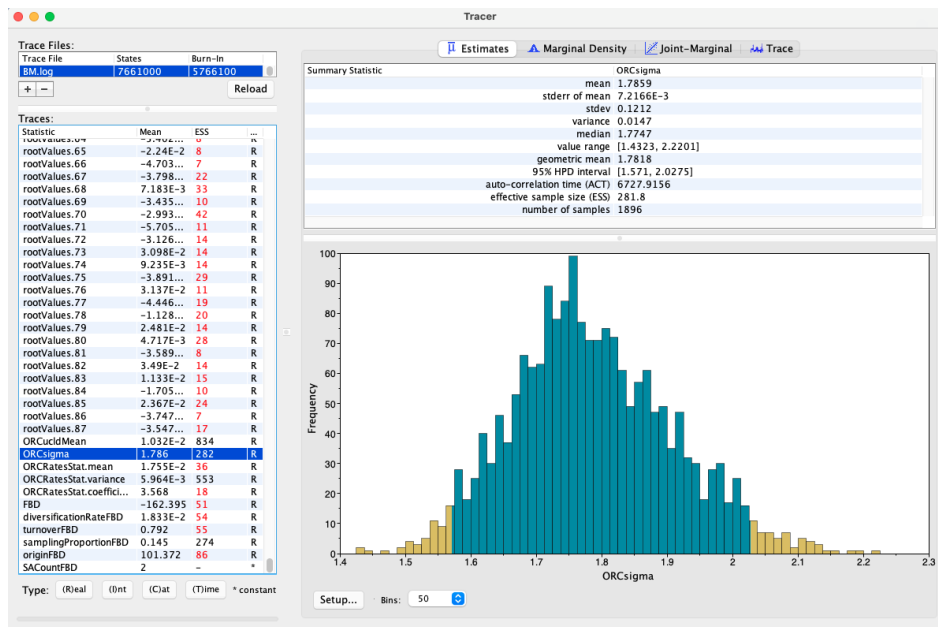 Tracer
Trace Files:
Trace File States Burn-In
BM.log 7661000 5766100
+ − Reload
Traces:
Statistic Mean ESS ...
rootValues.64 -3.402... 6 R
rootValues.65 -2.24E-2 8 R
rootValues.66 -4.703... 7 R
rootValues.67 -3.798... 22 R
rootValues.68 7.183E-3 33 R
rootValues.69 -3.435... 10 R
rootValues.70 -2.993... 42 R
rootValues.71 -5.705... 11 R
rootValues.72 -3.126... 14 R
rootValues.73 3.098E-2 14 R
rootValues.74 9.235E-3 14 R
rootValues.75 -3.891... 29 R
rootValues.76 3.137E-2 11 R
rootValues.77 -4.446... 19 R
rootValues.78 -1.128... 20 R
rootValues.79 2.481E-2 14 R
rootValues.80 4.717E-3 28 R
rootValues.81 -3.589... 8 R
rootValues.82 3.49E-2 14 R
rootValues.83 1.133E-2 15 R
rootValues.84 -1.705... 10 R
rootValues.85 2.367E-2 24 R
rootValues.86 -3.747... 7 R
rootValues.87 -3.547... 17 R
ORCucldMean 1.032E-2 834 R
ORCsigma 1.786 282 R
ORCRatesStat.mean 1.755E-2 36 R
ORCRatesStat.variance 5.964E-3 553 R
ORCRatesStat.coeffici... 3.568 18 R
FBD -162.395 51 R
diversificationRateFBD 1.833E-2 54 R
turnoverFBD 0.792 55 R
samplingProportionFBD 0.145 274 R
originFBD 101.372 86 R
SACountFBD 2 - *
Type: (R)eal (I)nt (C)at (T)ime * constant
Estimates Marginal Density Joint-Marginal Trace
Summary Statistic ORCsigma
mean 1.7859
stderr of mean 7.2166E-3
stdev 0.1212
variance 0.0147
median 1.7747
value range [1.4323, 2.2201]
geometric mean 1.7818
95% HPD interval [1.571, 2.0275]
auto-correlation time (ACT) 6727.9156
effective sample size (ESS) 281.8
number of samples 1896
100
90
80
70
60
50
40
30
20
10
0
Frequency
1.4 1.5 1.6 1.7 1.8 1.9 2 2.1 2.2 2.3
ORCsigma
Setup... Bins: 50